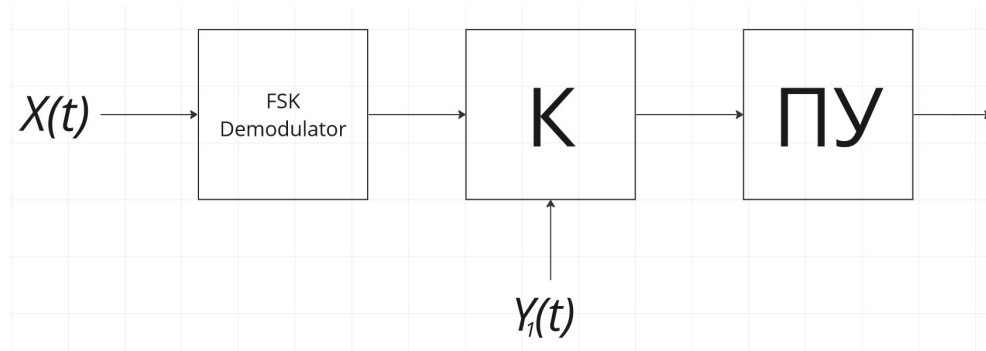 X(t)
FSK
Demodulator
К
ПУ
Y₁(t)